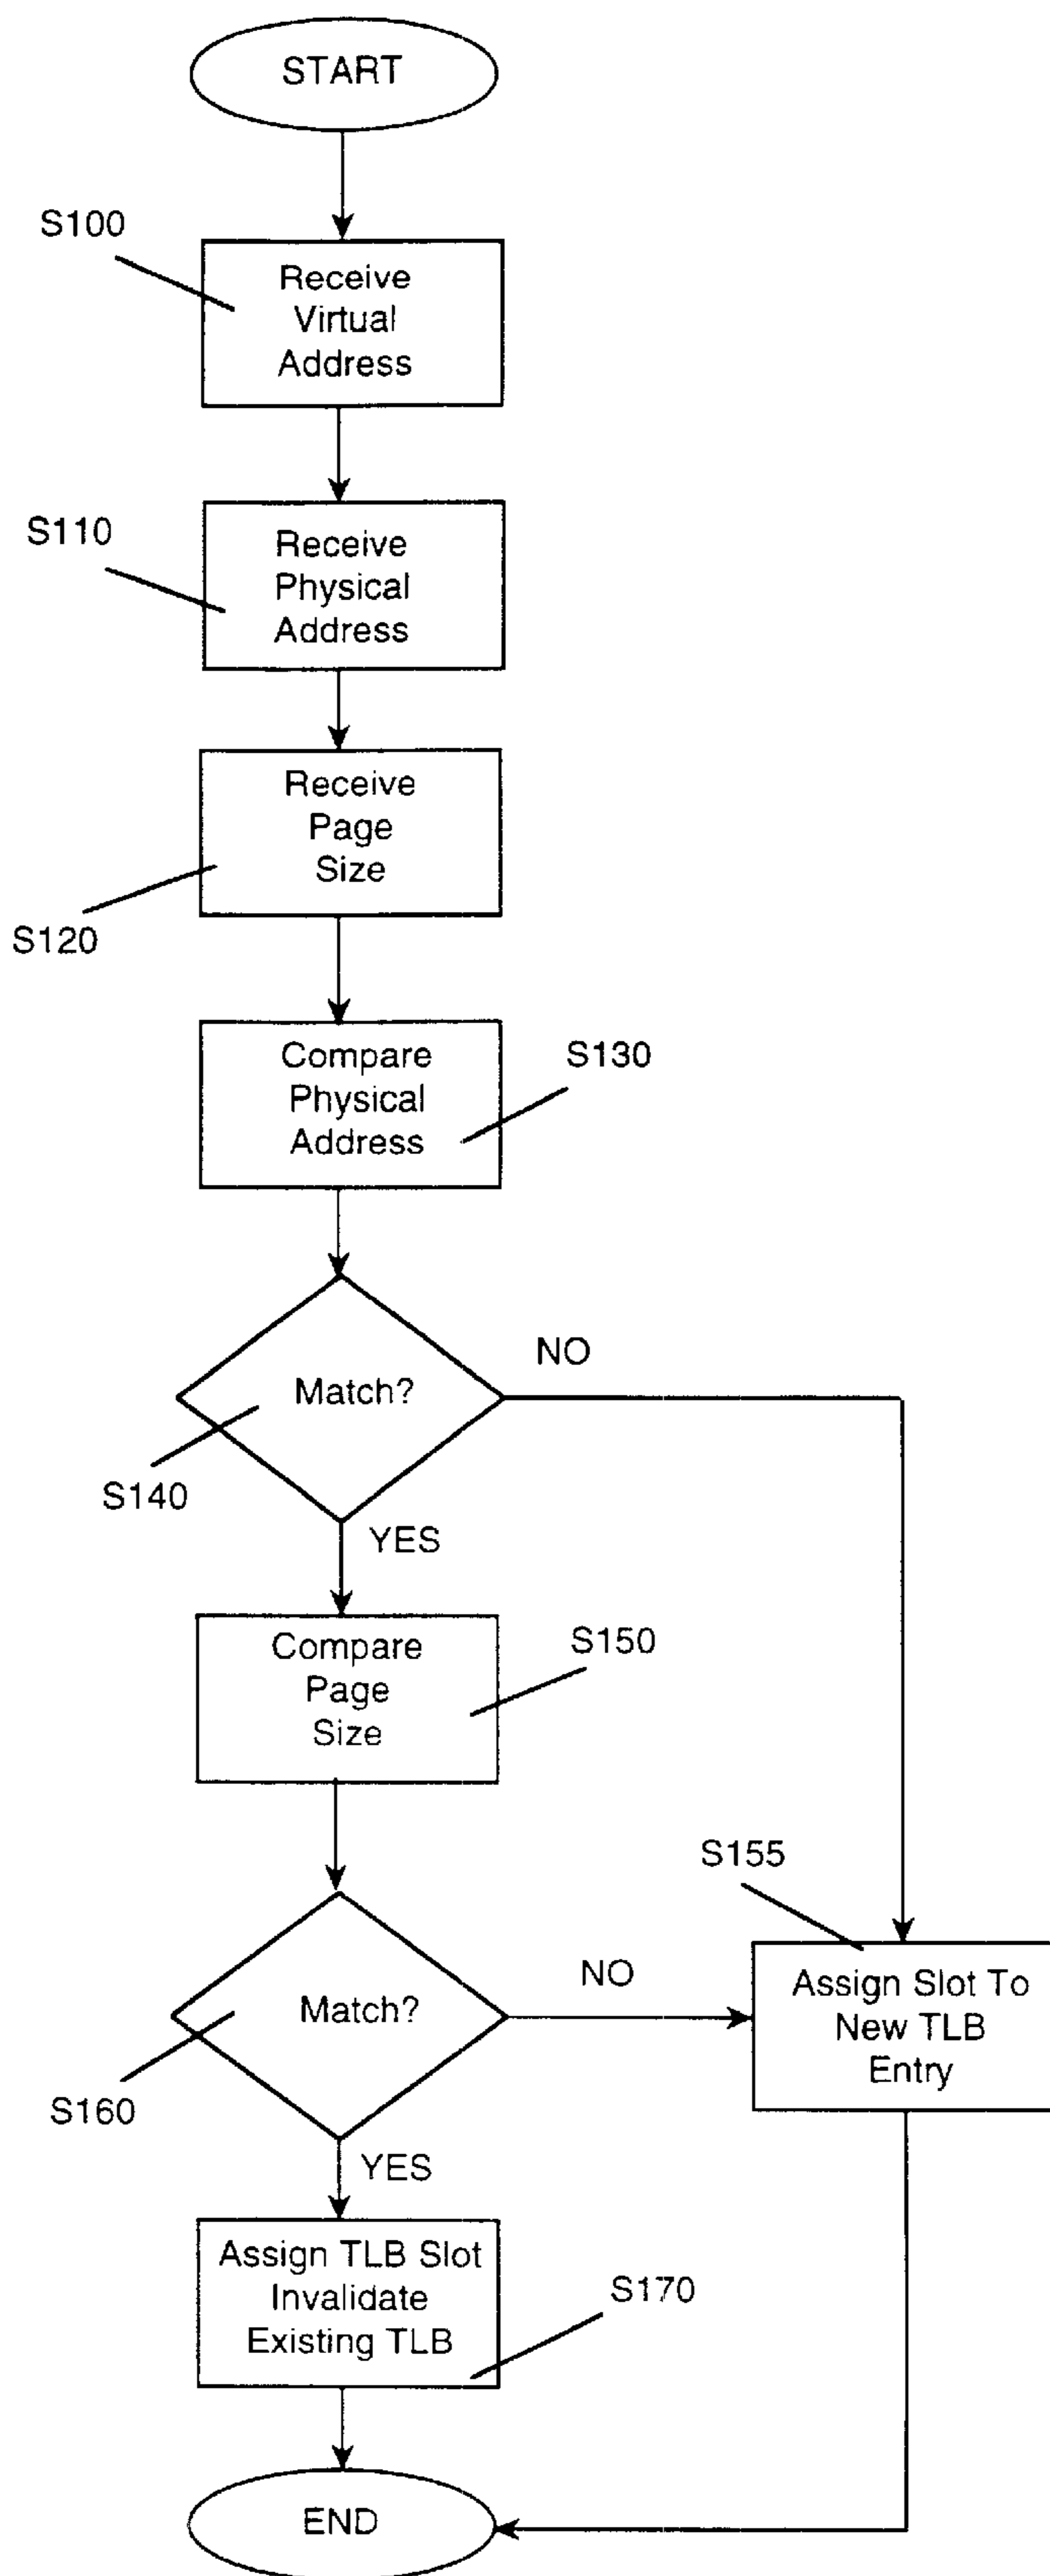 START
S100
Receive
Virtual
Address
S110
Receive
Physical
Address
Receive
Page
Size
S120
Compare
Physical
Address
S130
Match?
NO
S140
YES
Compare
Page
Size
S150
S155
Assign Slot To
New TLB
Entry
Match?
NO
S160
YES
Assign TLB Slot
Invalidate
Existing TLB
S170
END